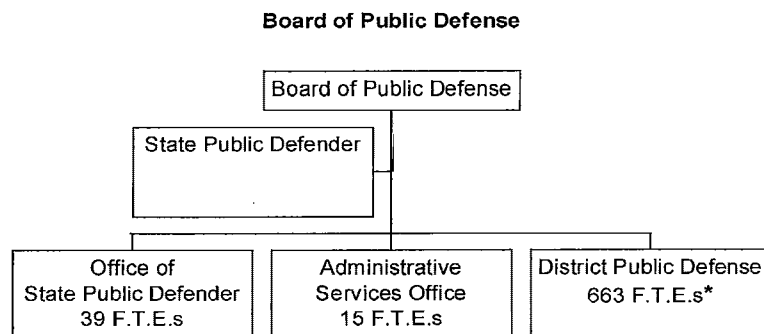 Board of Public Defense
Board of Public Defense
State Public Defender
Office of
State Public Defender
39 F.T.E.s
Administrative
Services Office
15 F.T.E.s
District Public Defense
663 F.T.E.s*